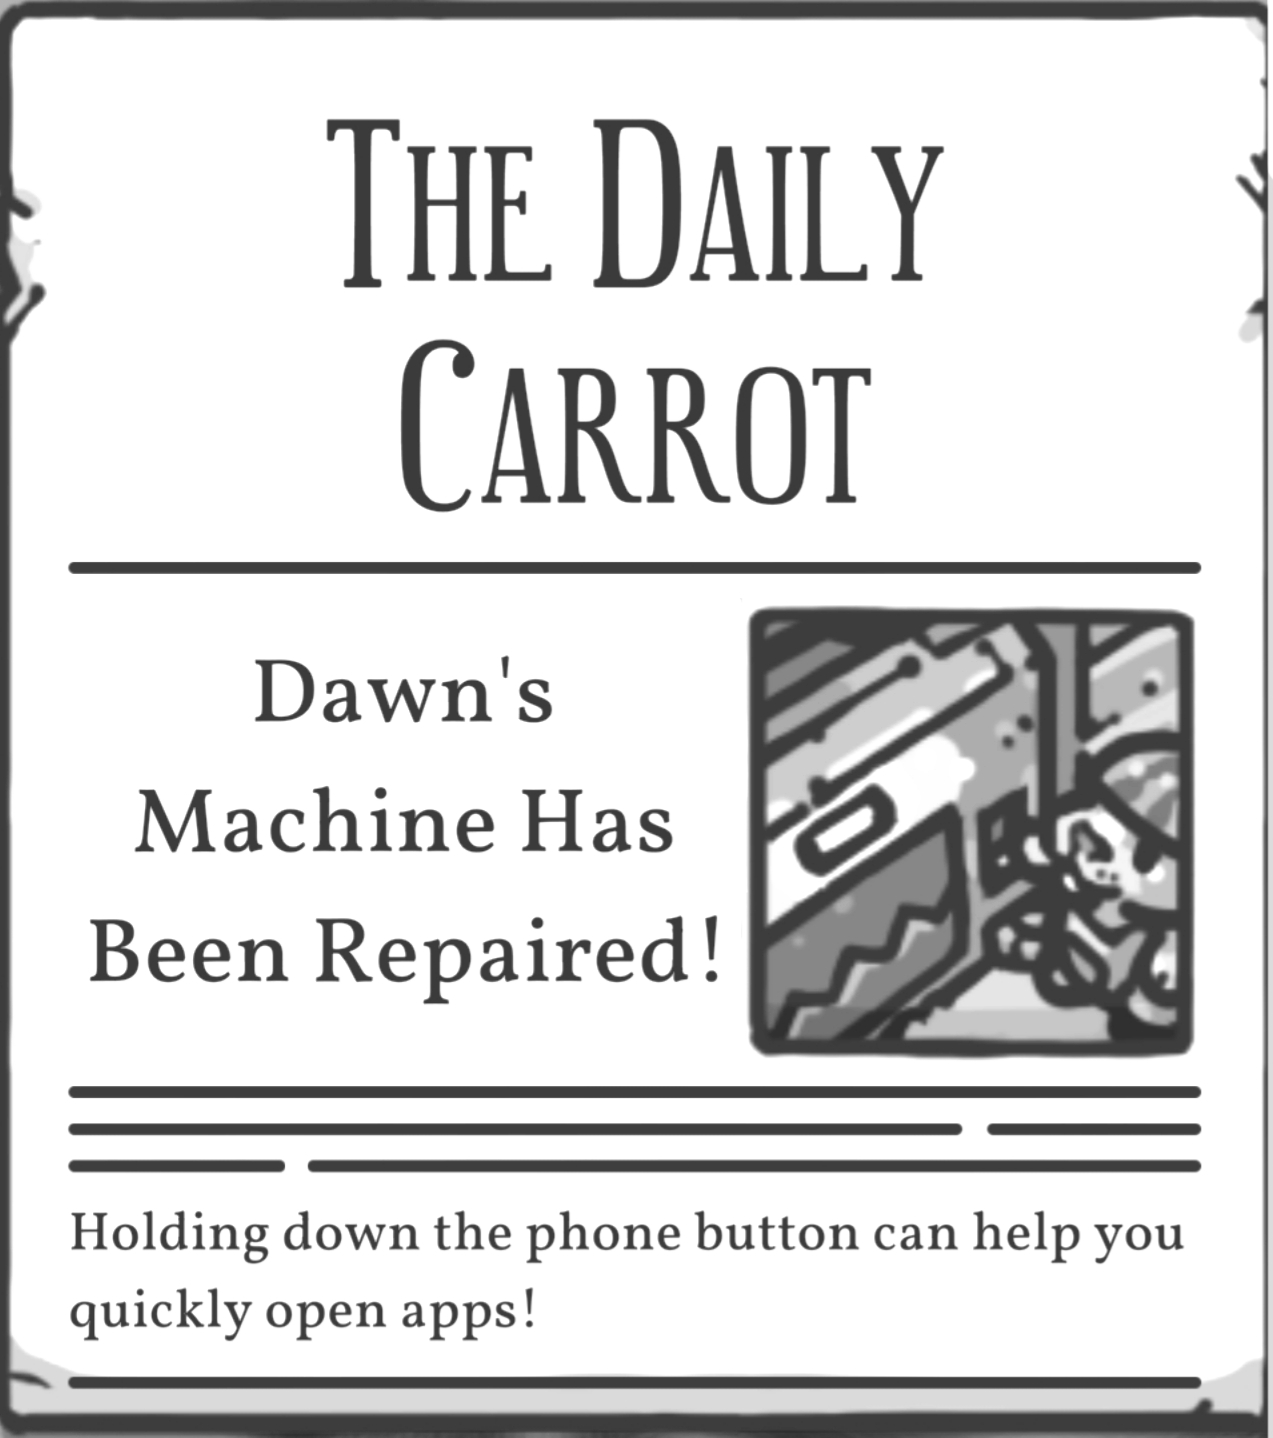 The Daily
Carrot
Dawn's
Machine Has
Been Repaired!
Holding down the phone button can help you
quickly open apps!